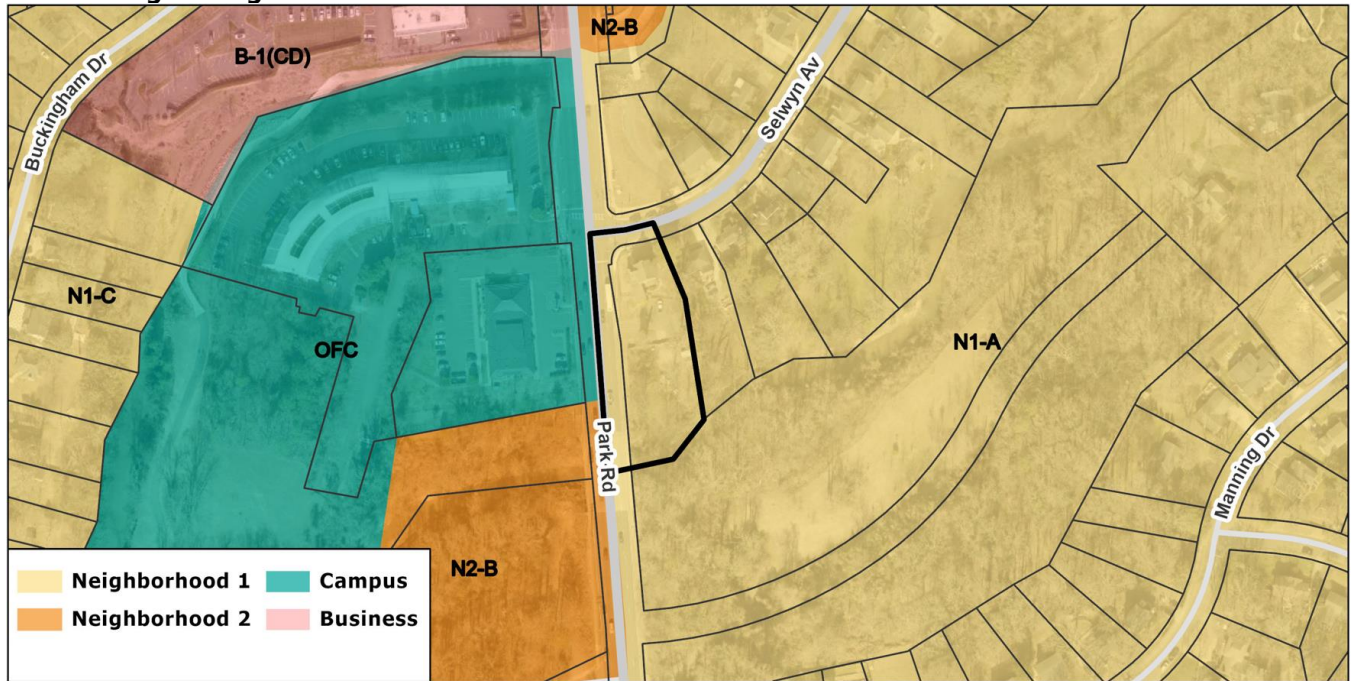 N2-B
B-1(CD)
Buckingham Dr
Selwyn Av
N1-C
OFC
N1-A
Park Rd
Manning Dr
N2-B
Neighborhood 1
Campus
Neighborhood 2
Business